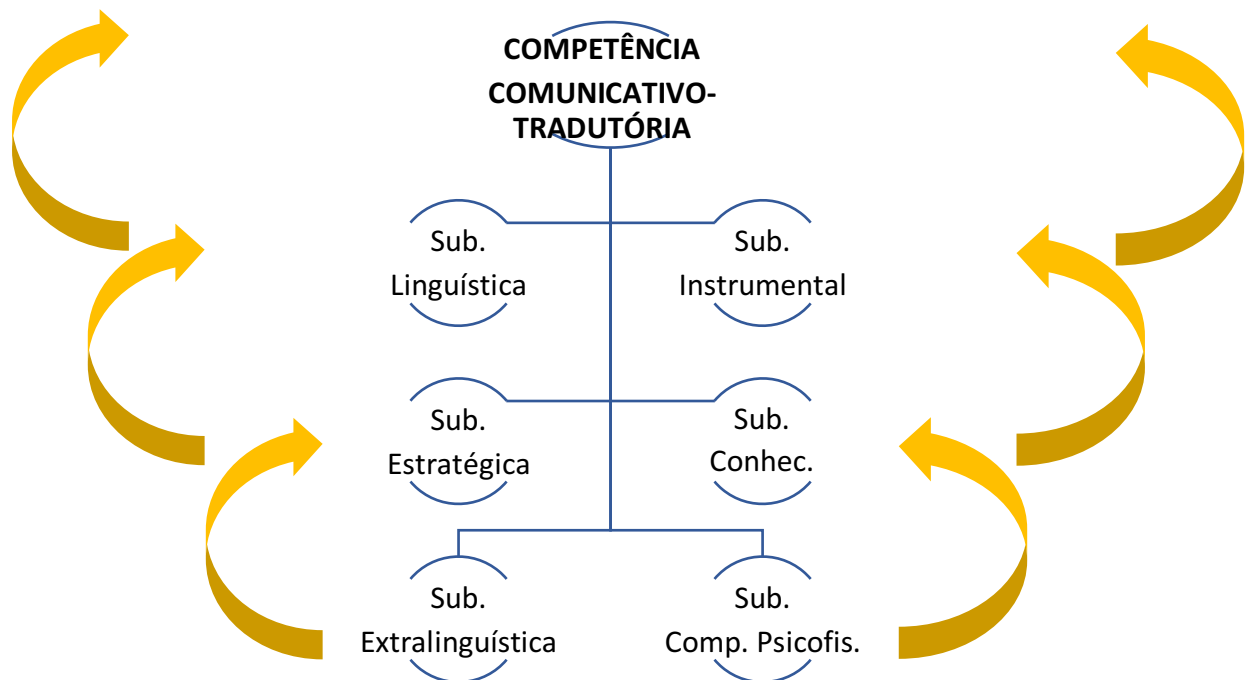 COMPETÊNCIA
COMUNICATIVO-
TRADUTÓRIA
Sub.
Linguística
Sub.
Instrumental
Sub.
Estratégica
Sub.
Conhec.
Sub.
Extralinguística
Sub.
Comp. Psicofis.